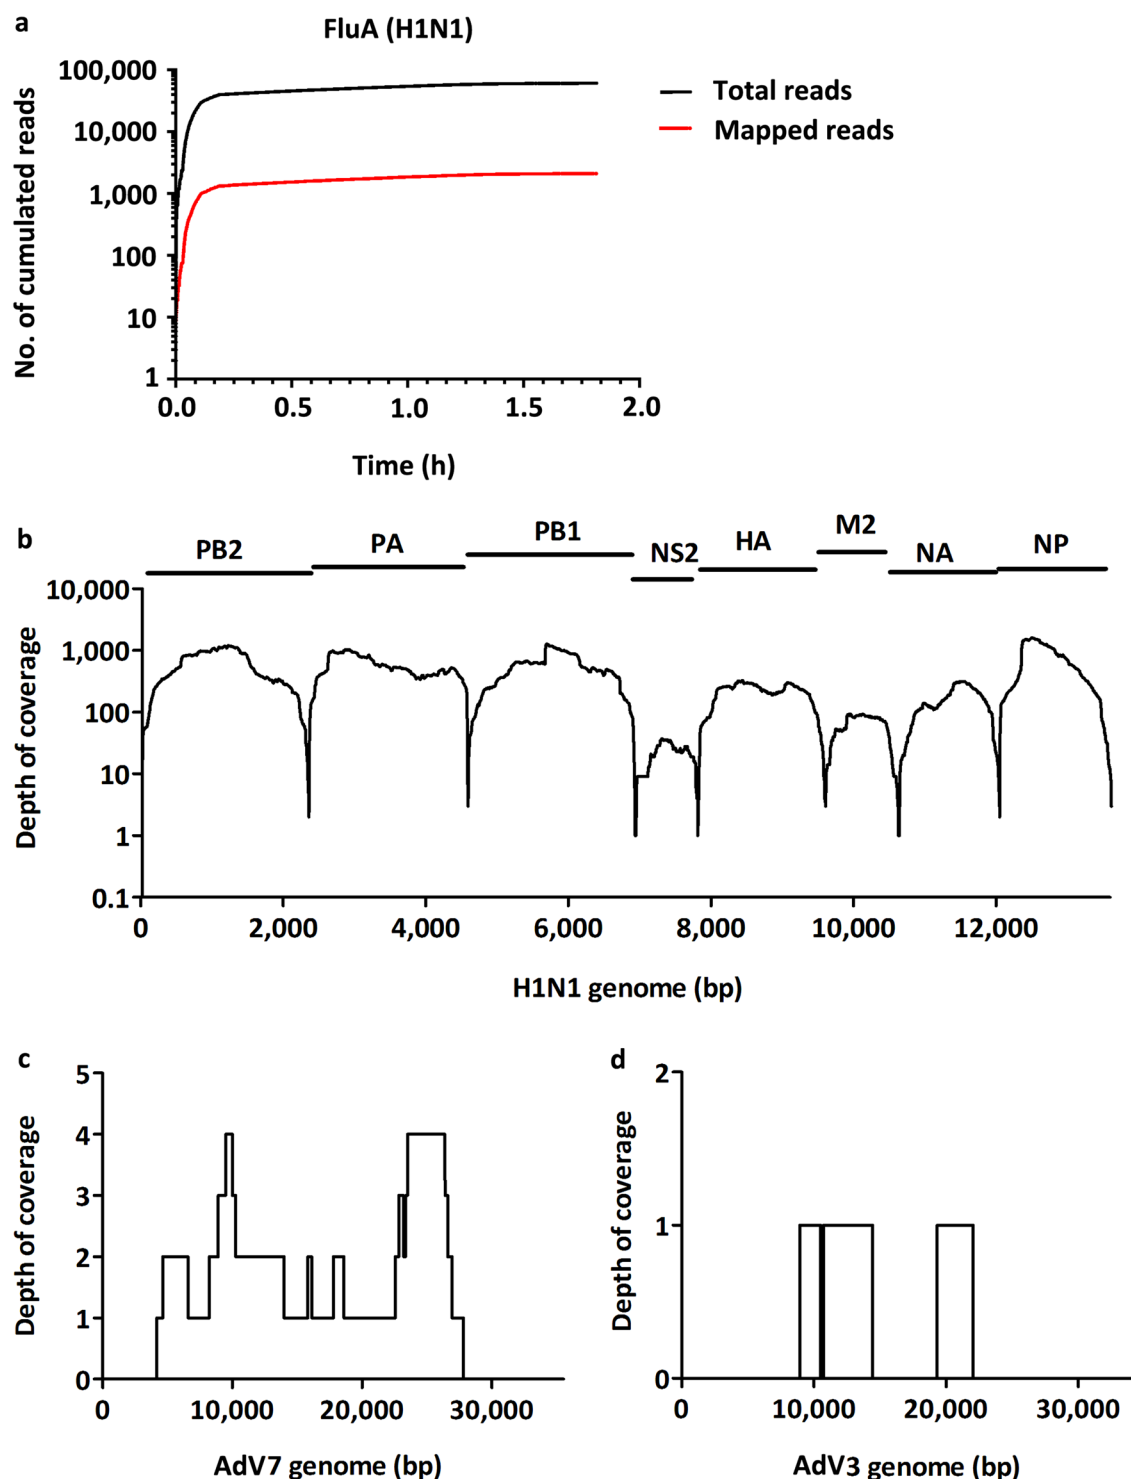 a
FluA (H1N1)
No. of cumulated reads
100,000
10,000
1,000
100
10
1
0.0 0.5 1.0 1.5 2.0
Time (h)
Total reads
Mapped reads
b
PB2 PA PB1 NS2 HA M2 NA NP
Depth of coverage
10,000
1,000
100
10
1
0.1
0 2,000 4,000 6,000 8,000 10,000 12,000
H1N1 genome (bp)
c
Depth of coverage
5
4
3
2
1
0
0 10,000 20,000 30,000
AdV7 genome (bp)
d
Depth of coverage
2
1
0
0 10,000 20,000 30,000
AdV3 genome (bp)